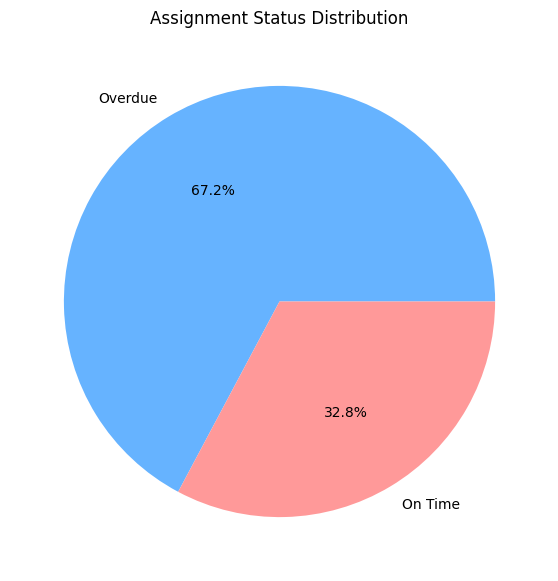 Assignment Status Distribution
Overdue
67.2%
32.8%
On Time